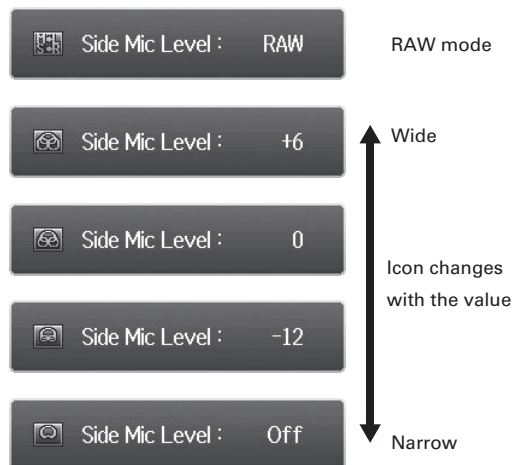 Side Mic Level : RAW
RAW mode
Side Mic Level : +6
Wide
Side Mic Level : 0
Icon changes
with the value
Side Mic Level : -12
Side Mic Level : Off
Narrow